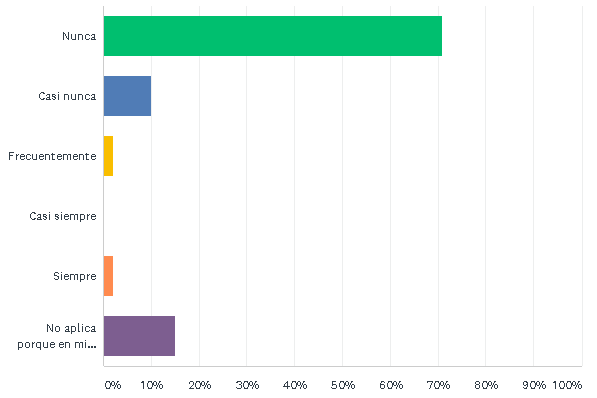 Nunca
Casi nunca
Frecuentemente
Casi siempre
Siempre
No aplica
porque en mi...
0% 10% 20% 30% 40% 50% 60% 70% 80% 90% 100%